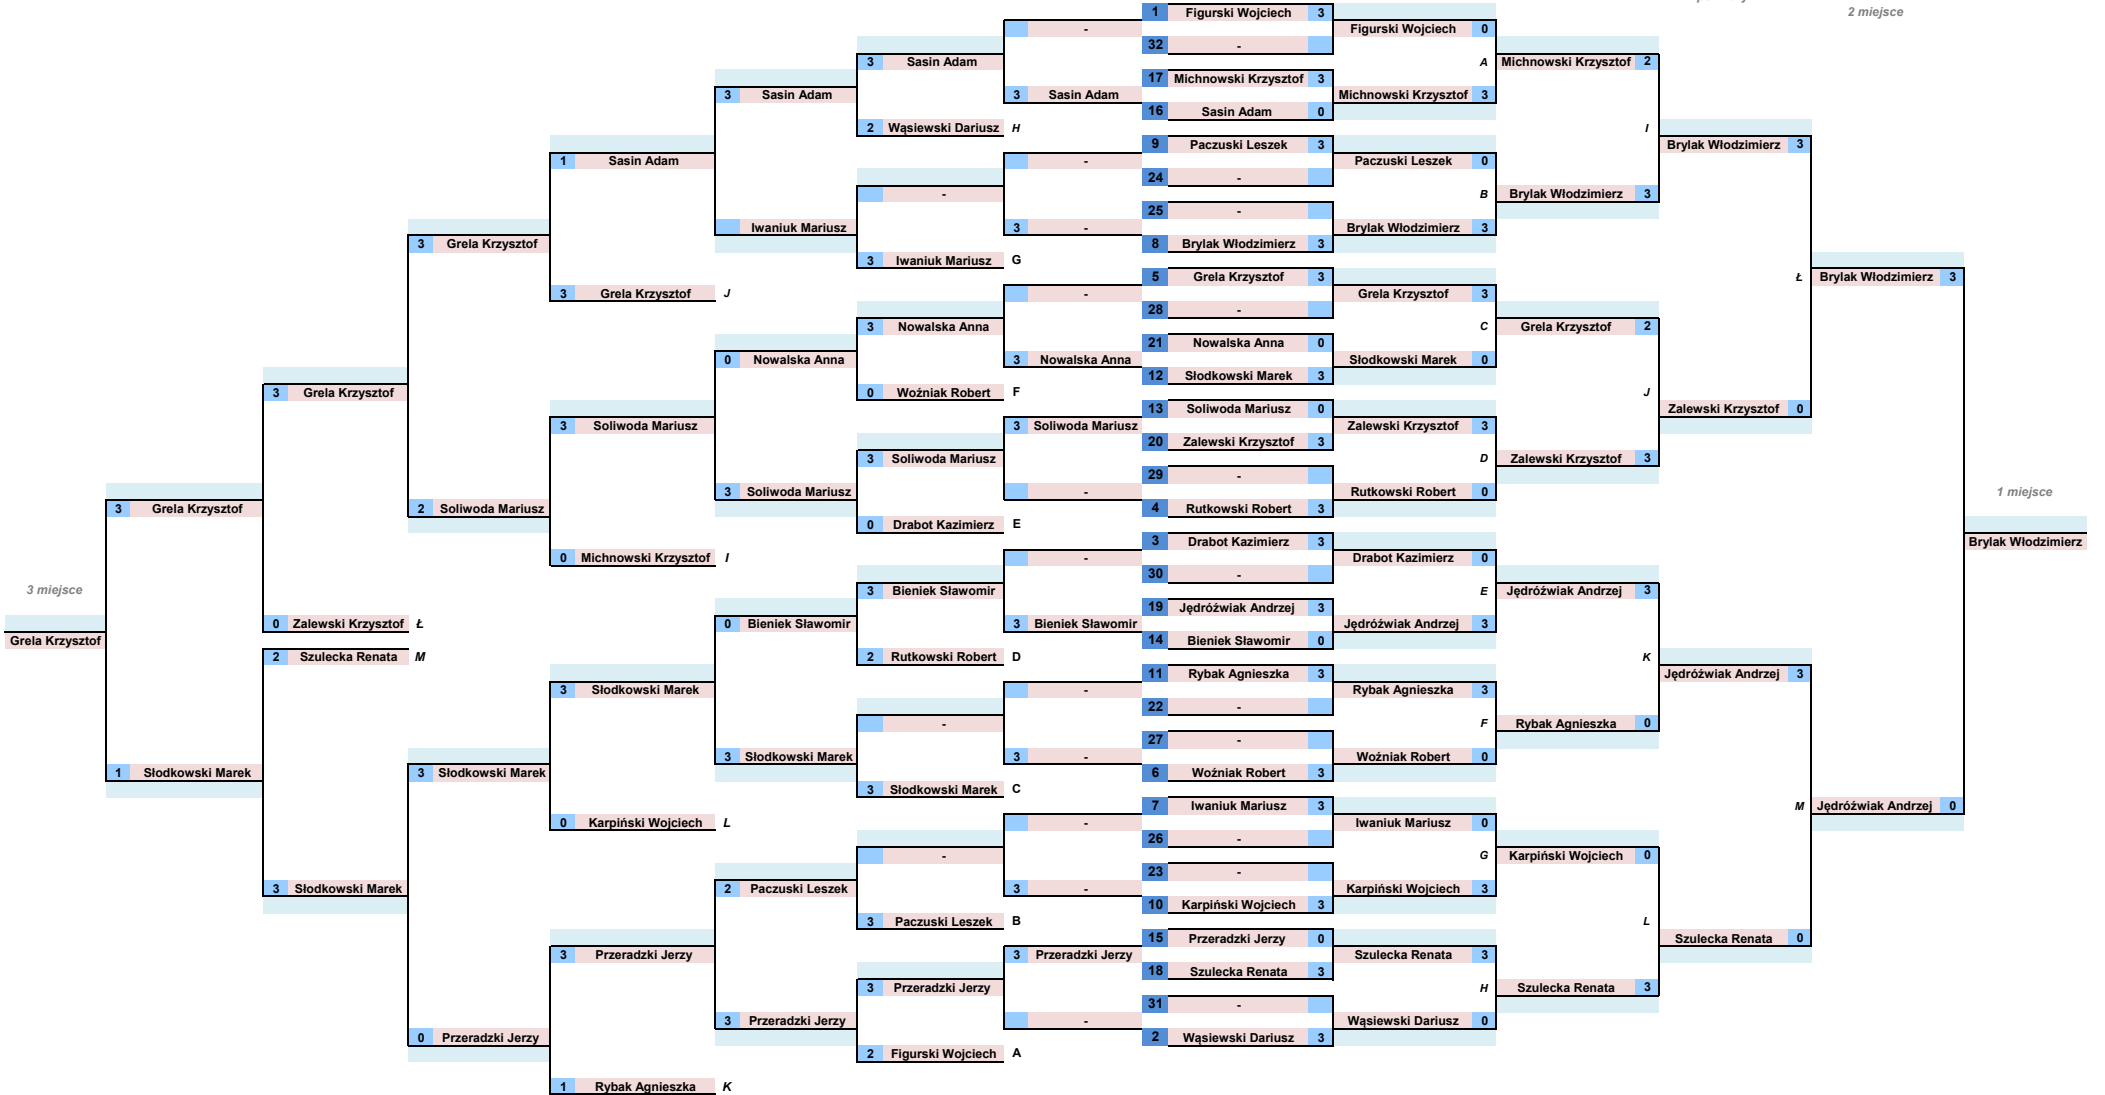 1 Figurski Wojciech 3
2 miejsce
- Figurski Wojciech 0
32 -
3 Sasin Adam A Michnowski Krzysztof 2
17 Michnowski Krzysztof 3
3 Sasin Adam 3 Sasin Adam Michnowski Krzysztof 3
16 Sasin Adam 0
2 Wąsiewski Dariusz H I
9 Paczuski Leszek 3 Brylak Włodzimierz 3
1 Sasin Adam - Paczuski Leszek 0
24 -
- B Brylak Włodzimierz 3
25 -
Iwaniuk Mariusz 3 - Brylak Włodzimierz 3
3 Grela Krzysztof 8 Brylak Włodzimierz 3
3 Iwaniuk Mariusz G
5 Grela Krzysztof 3 Ł Brylak Włodzimierz 3
3 Grela Krzysztof J - Grela Krzysztof 3
28 -
3 Nowalska Anna C Grela Krzysztof 2
21 Nowalska Anna 0
0 Nowalska Anna 3 Nowalska Anna Słodkowski Marek 0
12 Słodkowski Marek 3
3 Grela Krzysztof 0 Woźniak Robert F J
13 Soliwoda Mariusz 0 Zalewski Krzysztof 0
3 Soliwoda Mariusz 3 Soliwoda Mariusz Zalewski Krzysztof 3
20 Zalewski Krzysztof 3
3 Soliwoda Mariusz D Zalewski Krzysztof 3
29 -
3 Soliwoda Mariusz - Rutkowski Robert 0 1 miejsce
3 Grela Krzysztof 2 Soliwoda Mariusz 4 Rutkowski Robert 3
0 Drabot Kazimierz E
3 Drabot Kazimierz 3 Brylak Włodzimierz
0 Michnowski Krzysztof I - Drabot Kazimierz 0
30 -
3 miejsce 3 Bieniek Sławomir E Jędróżwiak Andrzej 3
19 Jędróżwiak Andrzej 3
0 Zalewski Krzysztof Ł 0 Bieniek Sławomir 3 Bieniek Sławomir Jędróżwiak Andrzej 3
Grela Krzysztof 14 Bieniek Sławomir 0
2 Szulecka Renata M 2 Rutkowski Robert D K
11 Rybak Agnieszka 3 Jędróżwiak Andrzej 3
3 Słodkowski Marek - Rybak Agnieszka 3
22 -
- F Rybak Agnieszka 0
27 -
3 Słodkowski Marek 3 - Woźniak Robert 0
1 Słodkowski Marek 3 Słodkowski Marek 6 Woźniak Robert 3
3 Słodkowski Marek C
7 Iwaniuk Mariusz 3 M Jędróżwiak Andrzej 0
0 Karpiński Wojciech L - Iwaniuk Mariusz 0
26 -
- G Karpiński Wojciech 0
23 -
3 Słodkowski Marek 2 Paczuski Leszek 3 - Karpiński Wojciech 3
10 Karpiński Wojciech 3
3 Paczuski Leszek B L
15 Przeradzki Jerzy 0 Szulecka Renata 0
3 Przeradzki Jerzy 3 Przeradzki Jerzy Szulecka Renata 3
18 Szulecka Renata 3
3 Przeradzki Jerzy H Szulecka Renata 3
31 -
3 Przeradzki Jerzy - Wąsiewski Dariusz 0
0 Przeradzki Jerzy 2 Wąsiewski Dariusz 3
2 Figurski Wojciech A
1 Rybak Agnieszka K